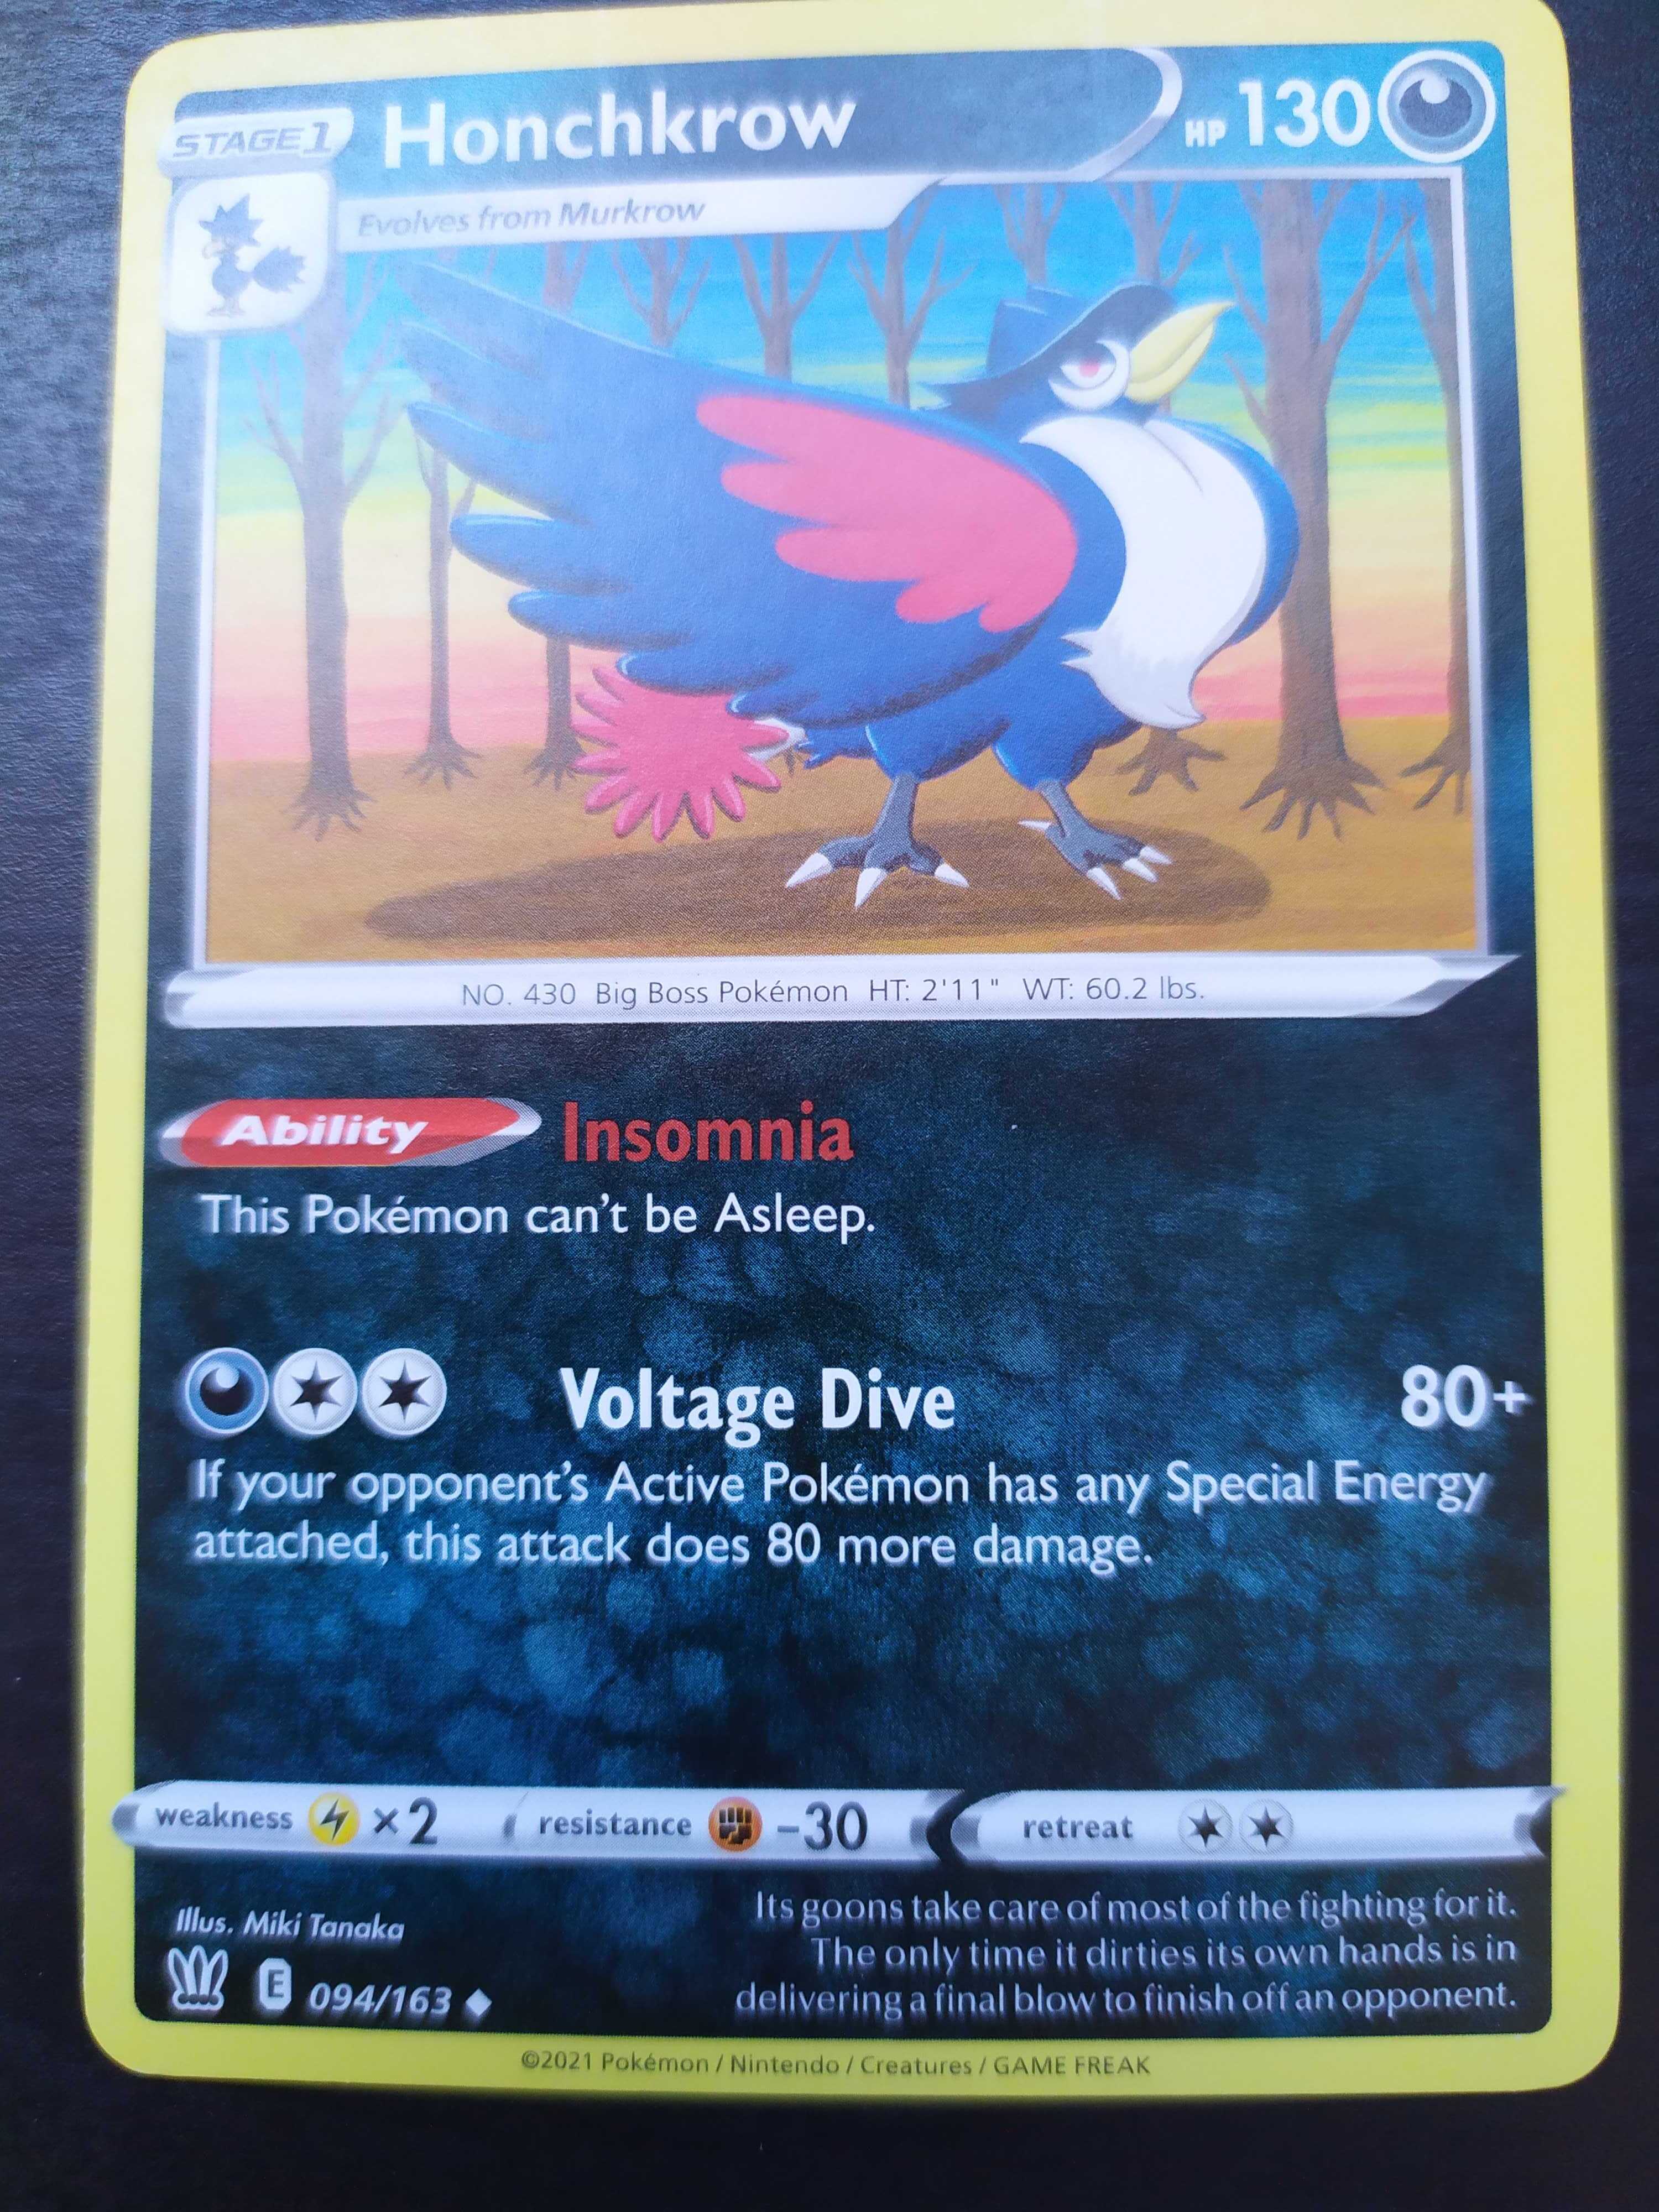 STAGE 1 Honchkrow HP 130
Evolves from Murkrow
NO. 430 Big Boss Pokémon HT: 2'11" WT: 60.2 lbs.
Ability Insomnia
This Pokémon can't be Asleep.
Voltage Dive 80+
If your opponent's Active Pokémon has any Special Energy
attached, this attack does 80 more damage.
weakness ×2 resistance -30 retreat
Its goons take care of most of the fighting for it.
The only time it dirties its own hands is in
delivering a final blow to finish off an opponent.
Illus. Miki Tanaka
E 094/163
©2021 Pokémon / Nintendo / Creatures / GAME FREAK